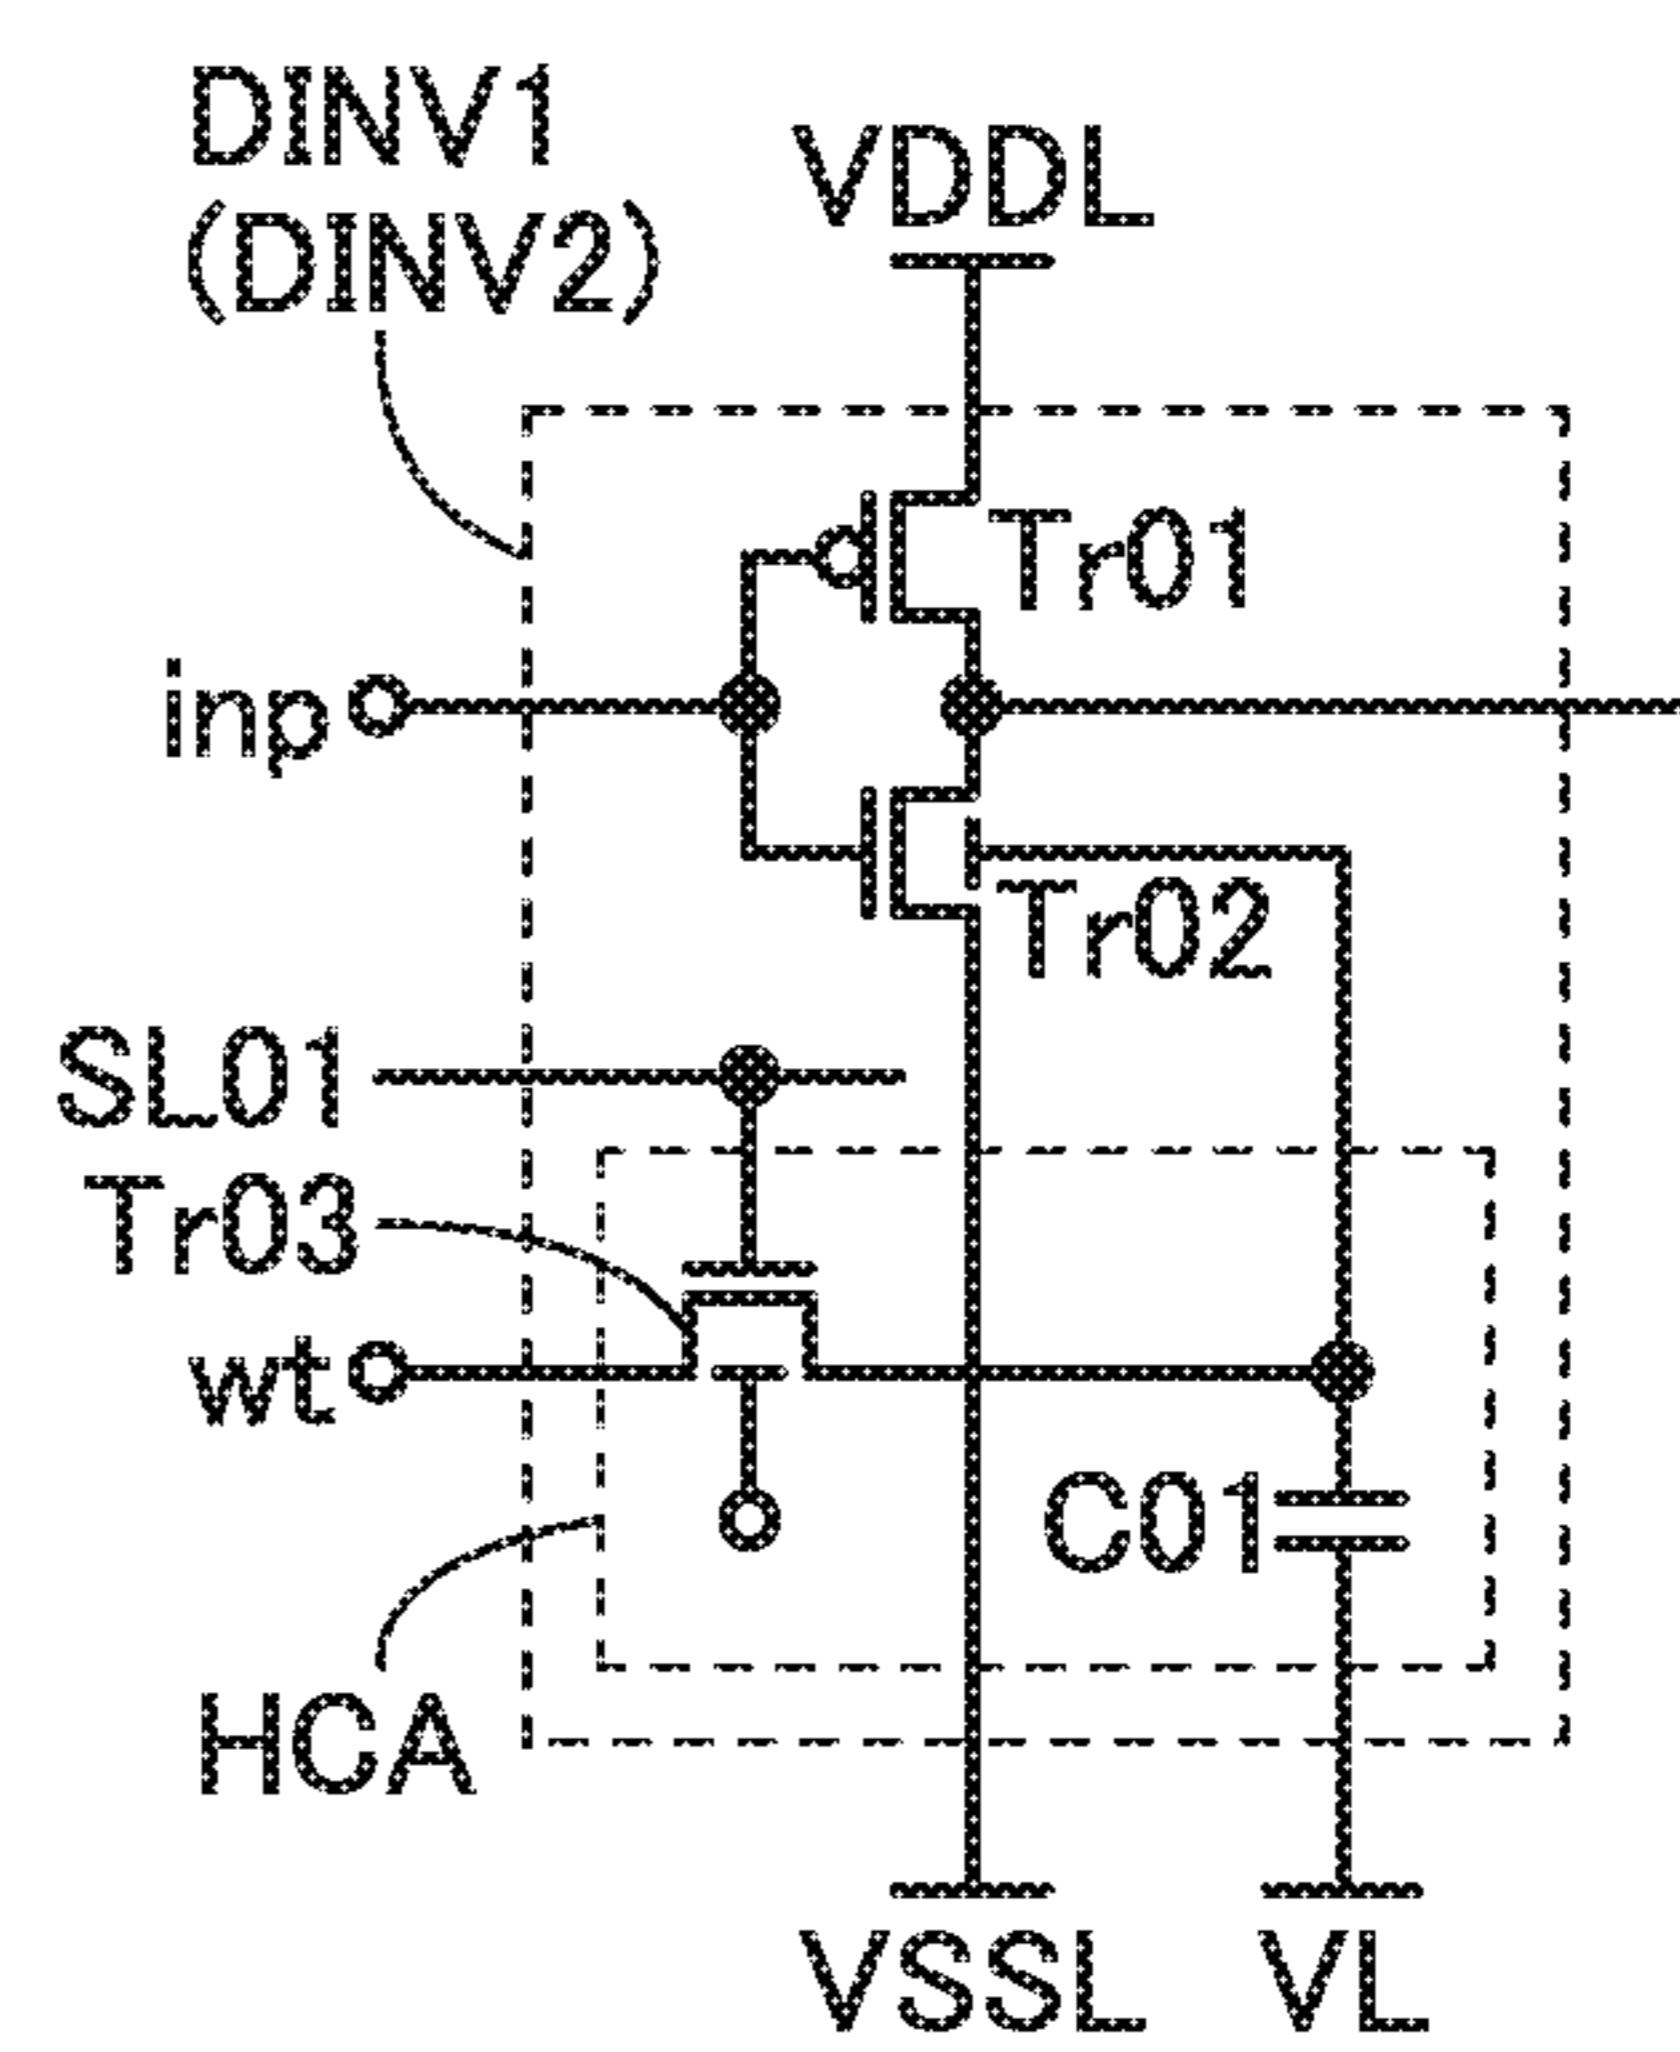 DINV1
(DINV2)
VDDL
Tr01
inp
Tr02
SL01
Tr03
wt
C01
HCA
VSSL
VL